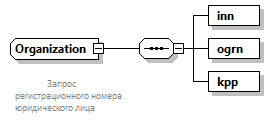 inn
Organization
ogrn
kpp
Запрос
регистрационного номера
юридического лица